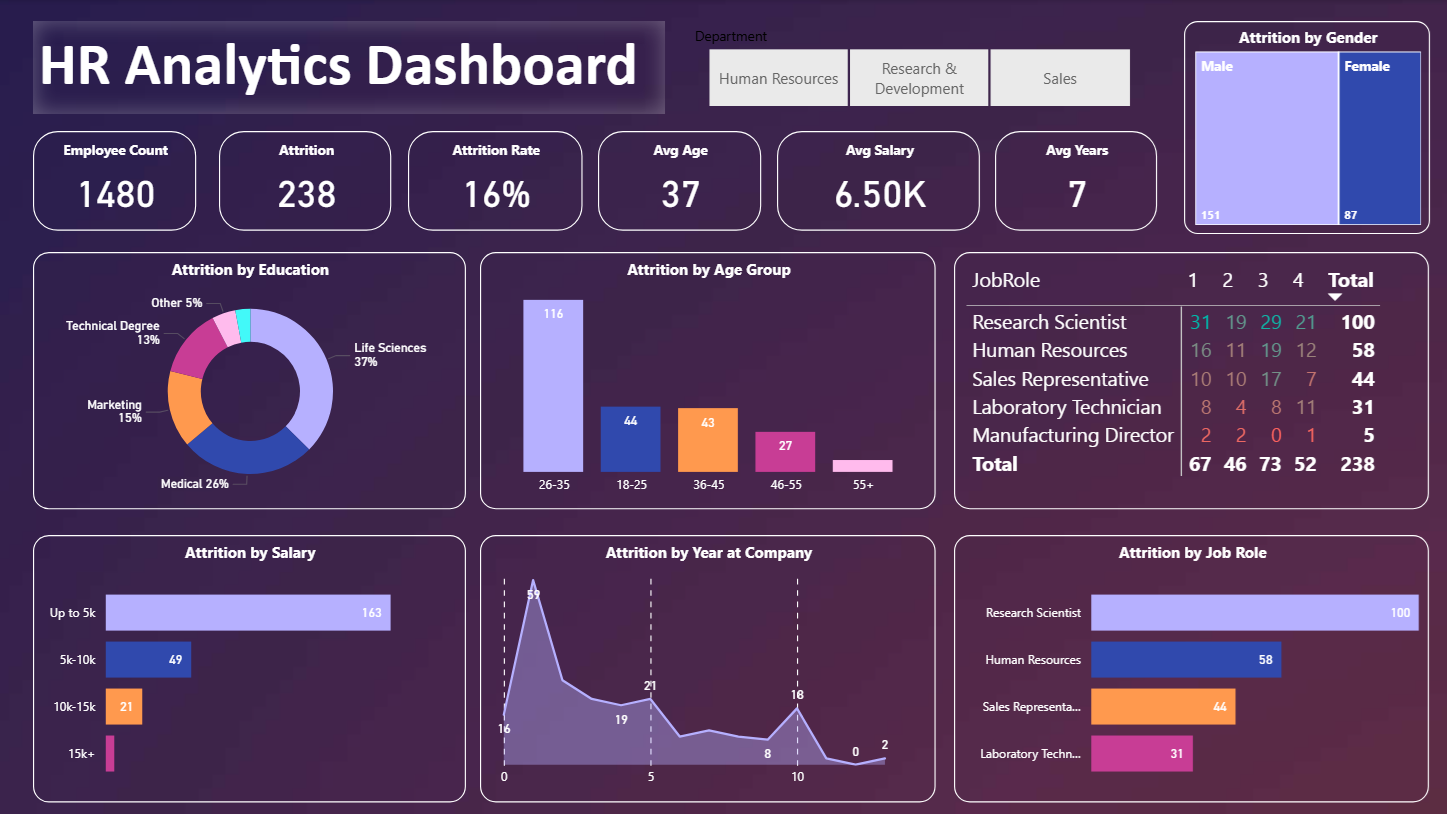 HR Analytics Dashboard
Department
Human Resources
Research &
Development
Sales
Attrition by Gender
Male
Female
151
87
Employee Count
1480
Attrition
238
Attrition Rate
16%
Avg Age
37
Avg Salary
6.50K
Avg Years
7
Attrition by Education
Other 5%
Technical Degree
13%
Life Sciences
37%
Marketing
15%
Medical 26%
Attrition by Age Group
116
44
43
27
26-35 18-25 36-45 46-55 55+
JobRole 1 2 3 4 Total
Research Scientist 31 19 29 21 100
Human Resources 16 11 19 12 58
Sales Representative 10 10 17 7 44
Laboratory Technician 8 4 8 11 31
Manufacturing Director 2 2 0 1 5
Total 67 46 73 52 238
Attrition by Salary
Up to 5k 163
5k-10k 49
10k-15k 21
15k+
Attrition by Year at Company
59
21
18
16
19
8
0
2
0 5 10
Attrition by Job Role
Research Scientist 100
Human Resources 58
Sales Representa... 44
Laboratory Techn... 31